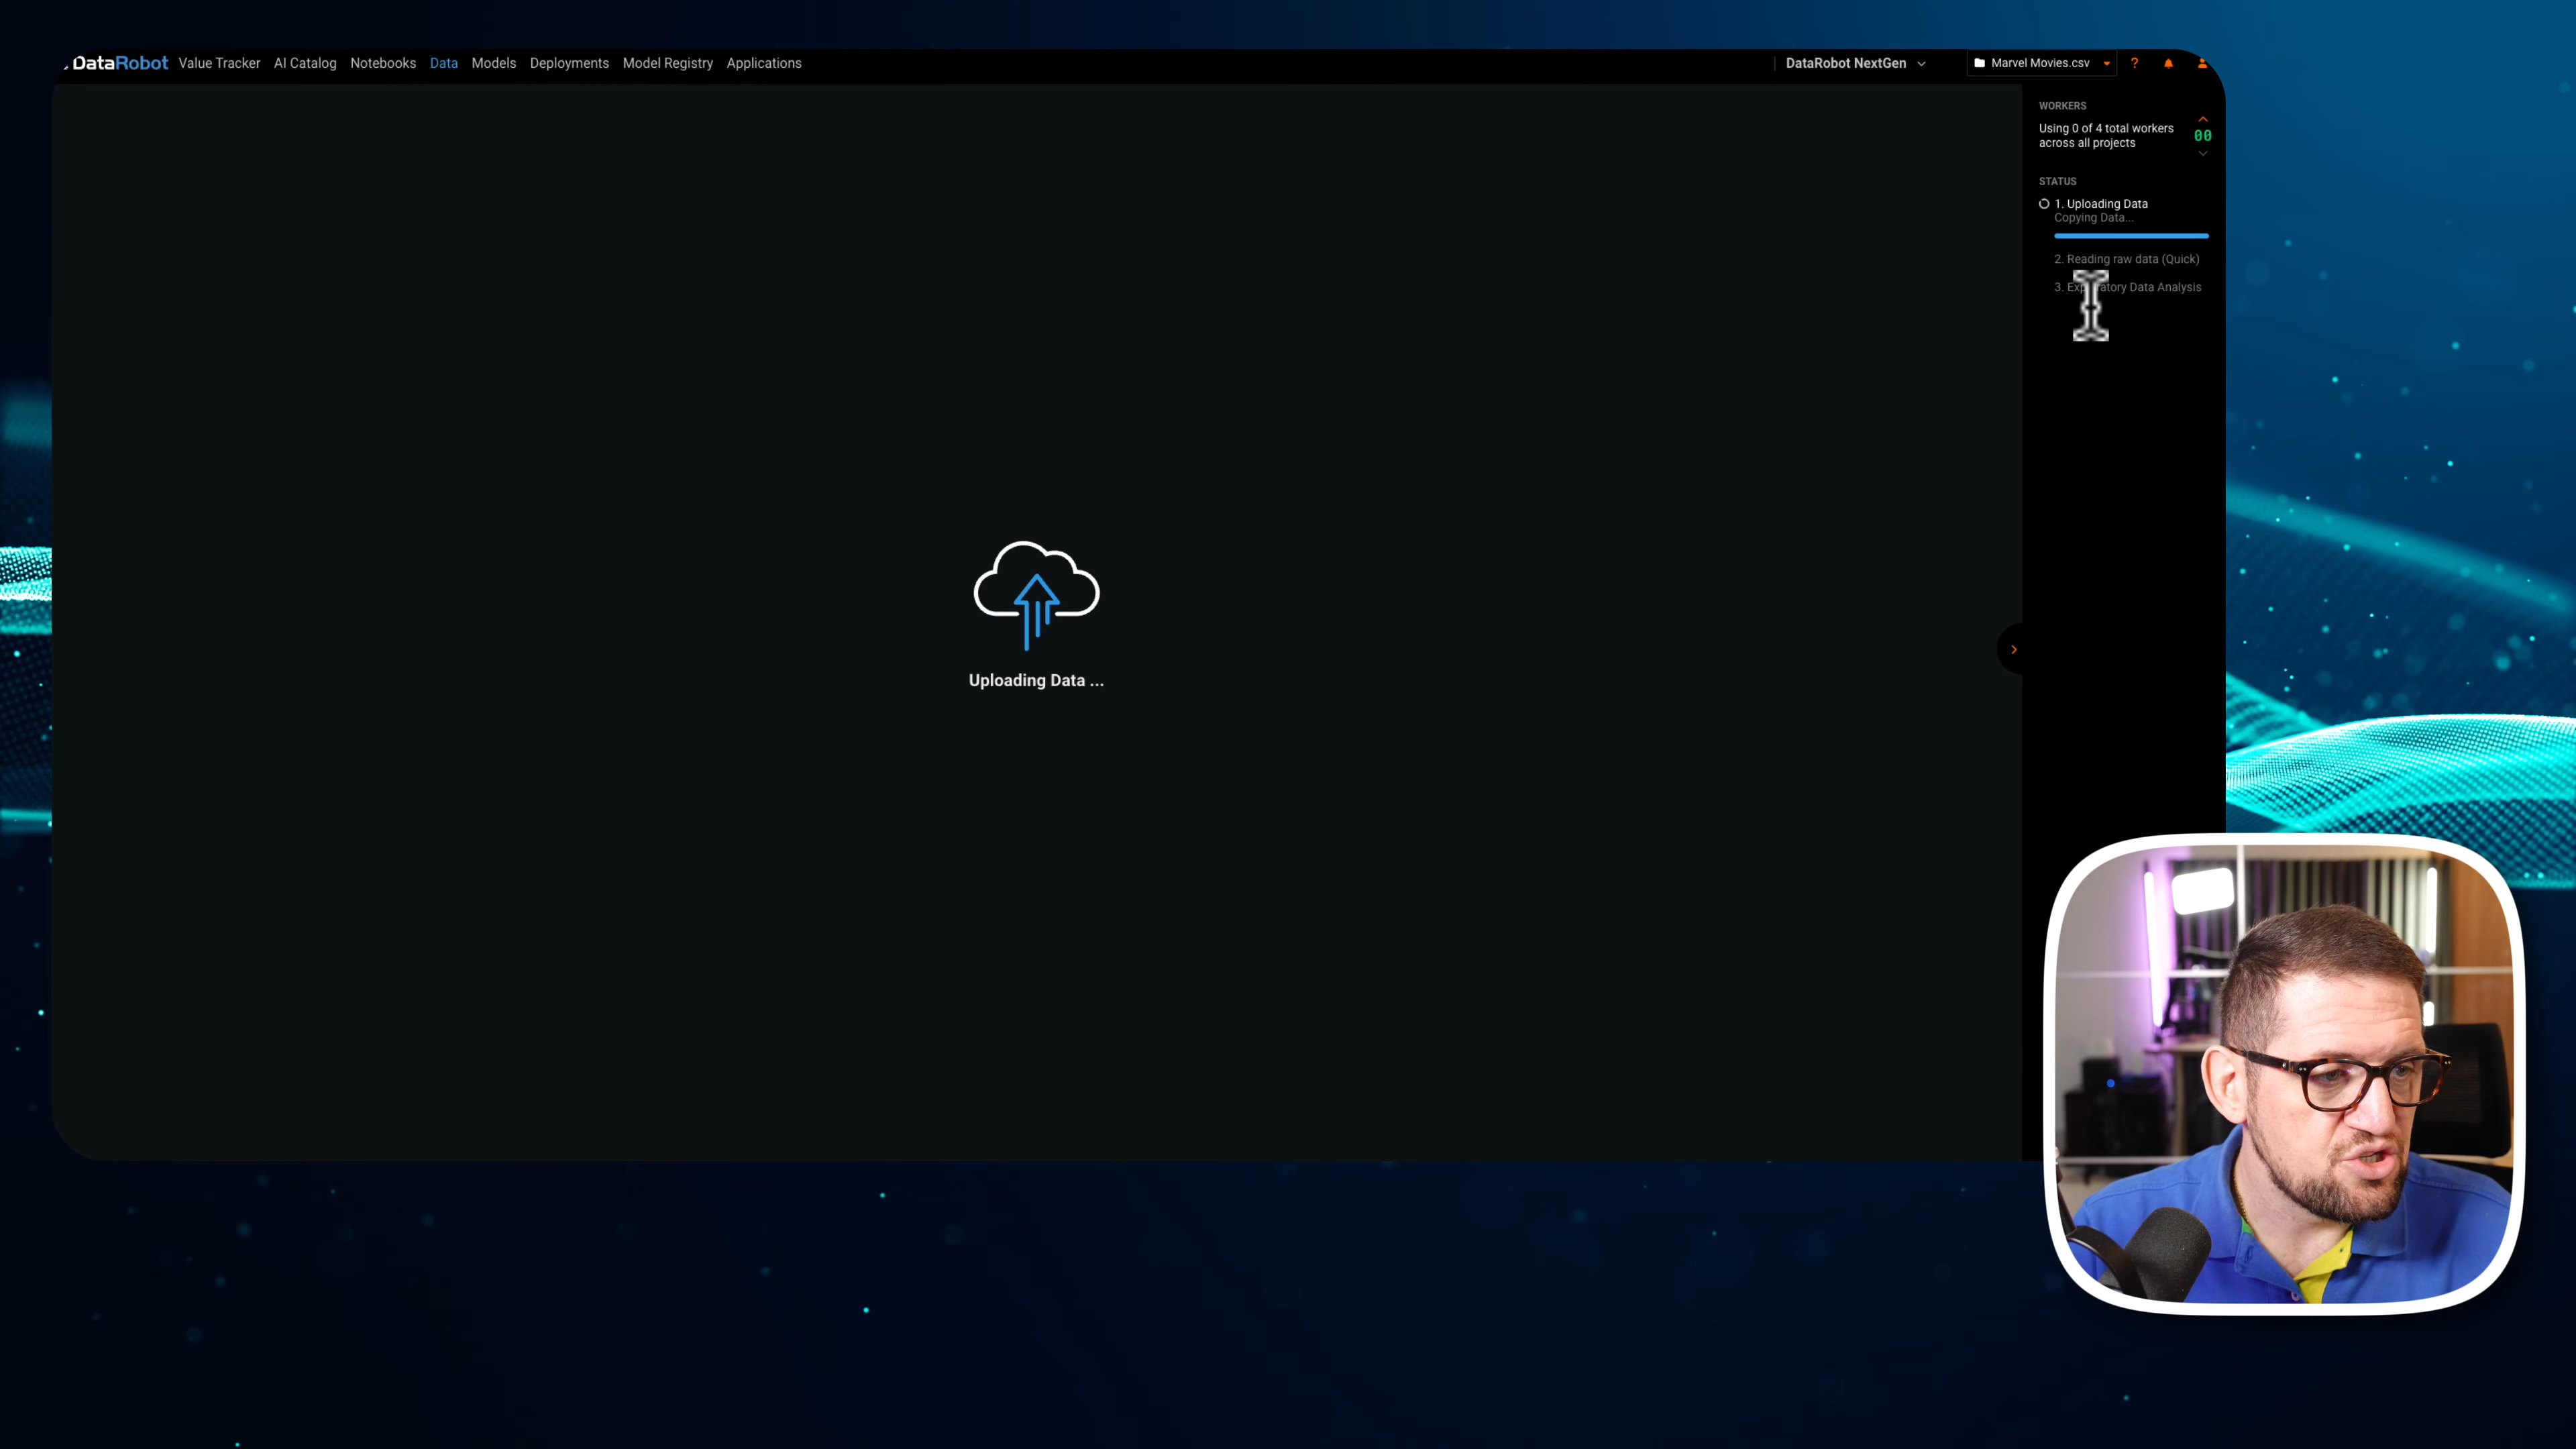 DataRobot Value Tracker AI Catalog Notebooks Data Models Deployments Model Registry Applications DataRobot NextGen Marvel Movies.csv ?
WORKERS
Using 0 of 4 total workers
across all projects
00
STATUS
1. Uploading Data
Copying Data...
2. Reading raw data (Quick)
3. Data Analysis
Uploading Data ...